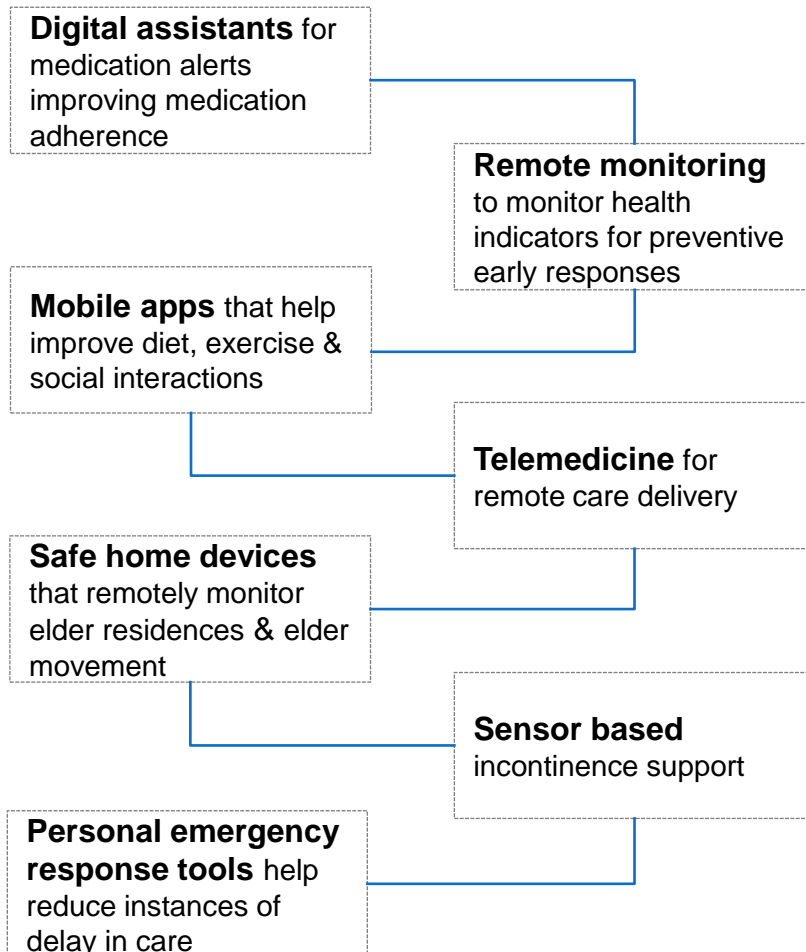 Digital assistants for
medication alerts
improving medication
adherence
Remote monitoring
to monitor health
indicators for preventive
early responses
Mobile apps that help
improve diet, exercise &
social interactions
Telemedicine for
remote care delivery
Safe home devices
that remotely monitor
elder residences & elder
movement
Sensor based
incontinence support
Personal emergency
response tools help
reduce instances of
delay in care